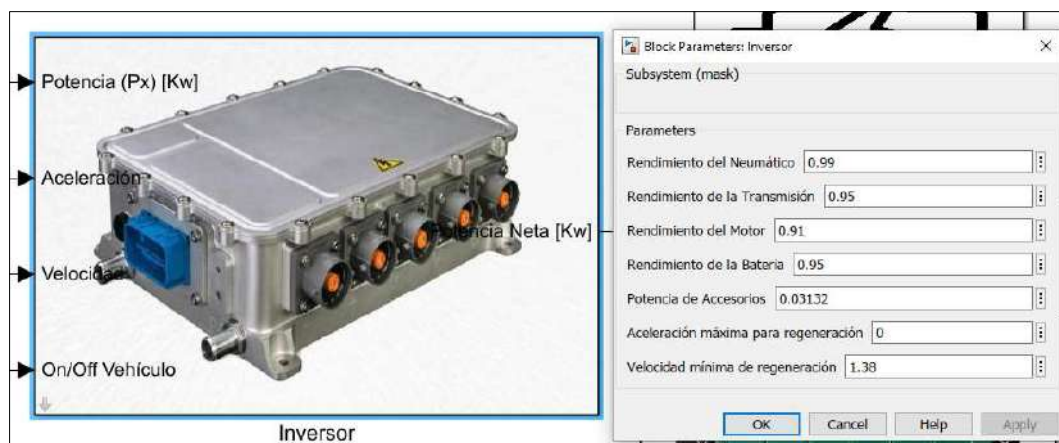 Potencia (Px) [Kw]
Aceleración
Velocidad
On/Off Vehículo
Potencia Neta [Kw]
Inversor
Block Parameters: Inversor
Subsystem (mask)
Parameters
Rendimiento del Neumático 0.99
Rendimiento de la Transmisión 0.95
Rendimiento del Motor 0.91
Rendimiento de la Bateria 0.95
Potencia de Accesorios 0.03132
Aceleración máxima para regeneración 0
Velocidad mínima de regeneración 1.38
OK Cancel Help Apply